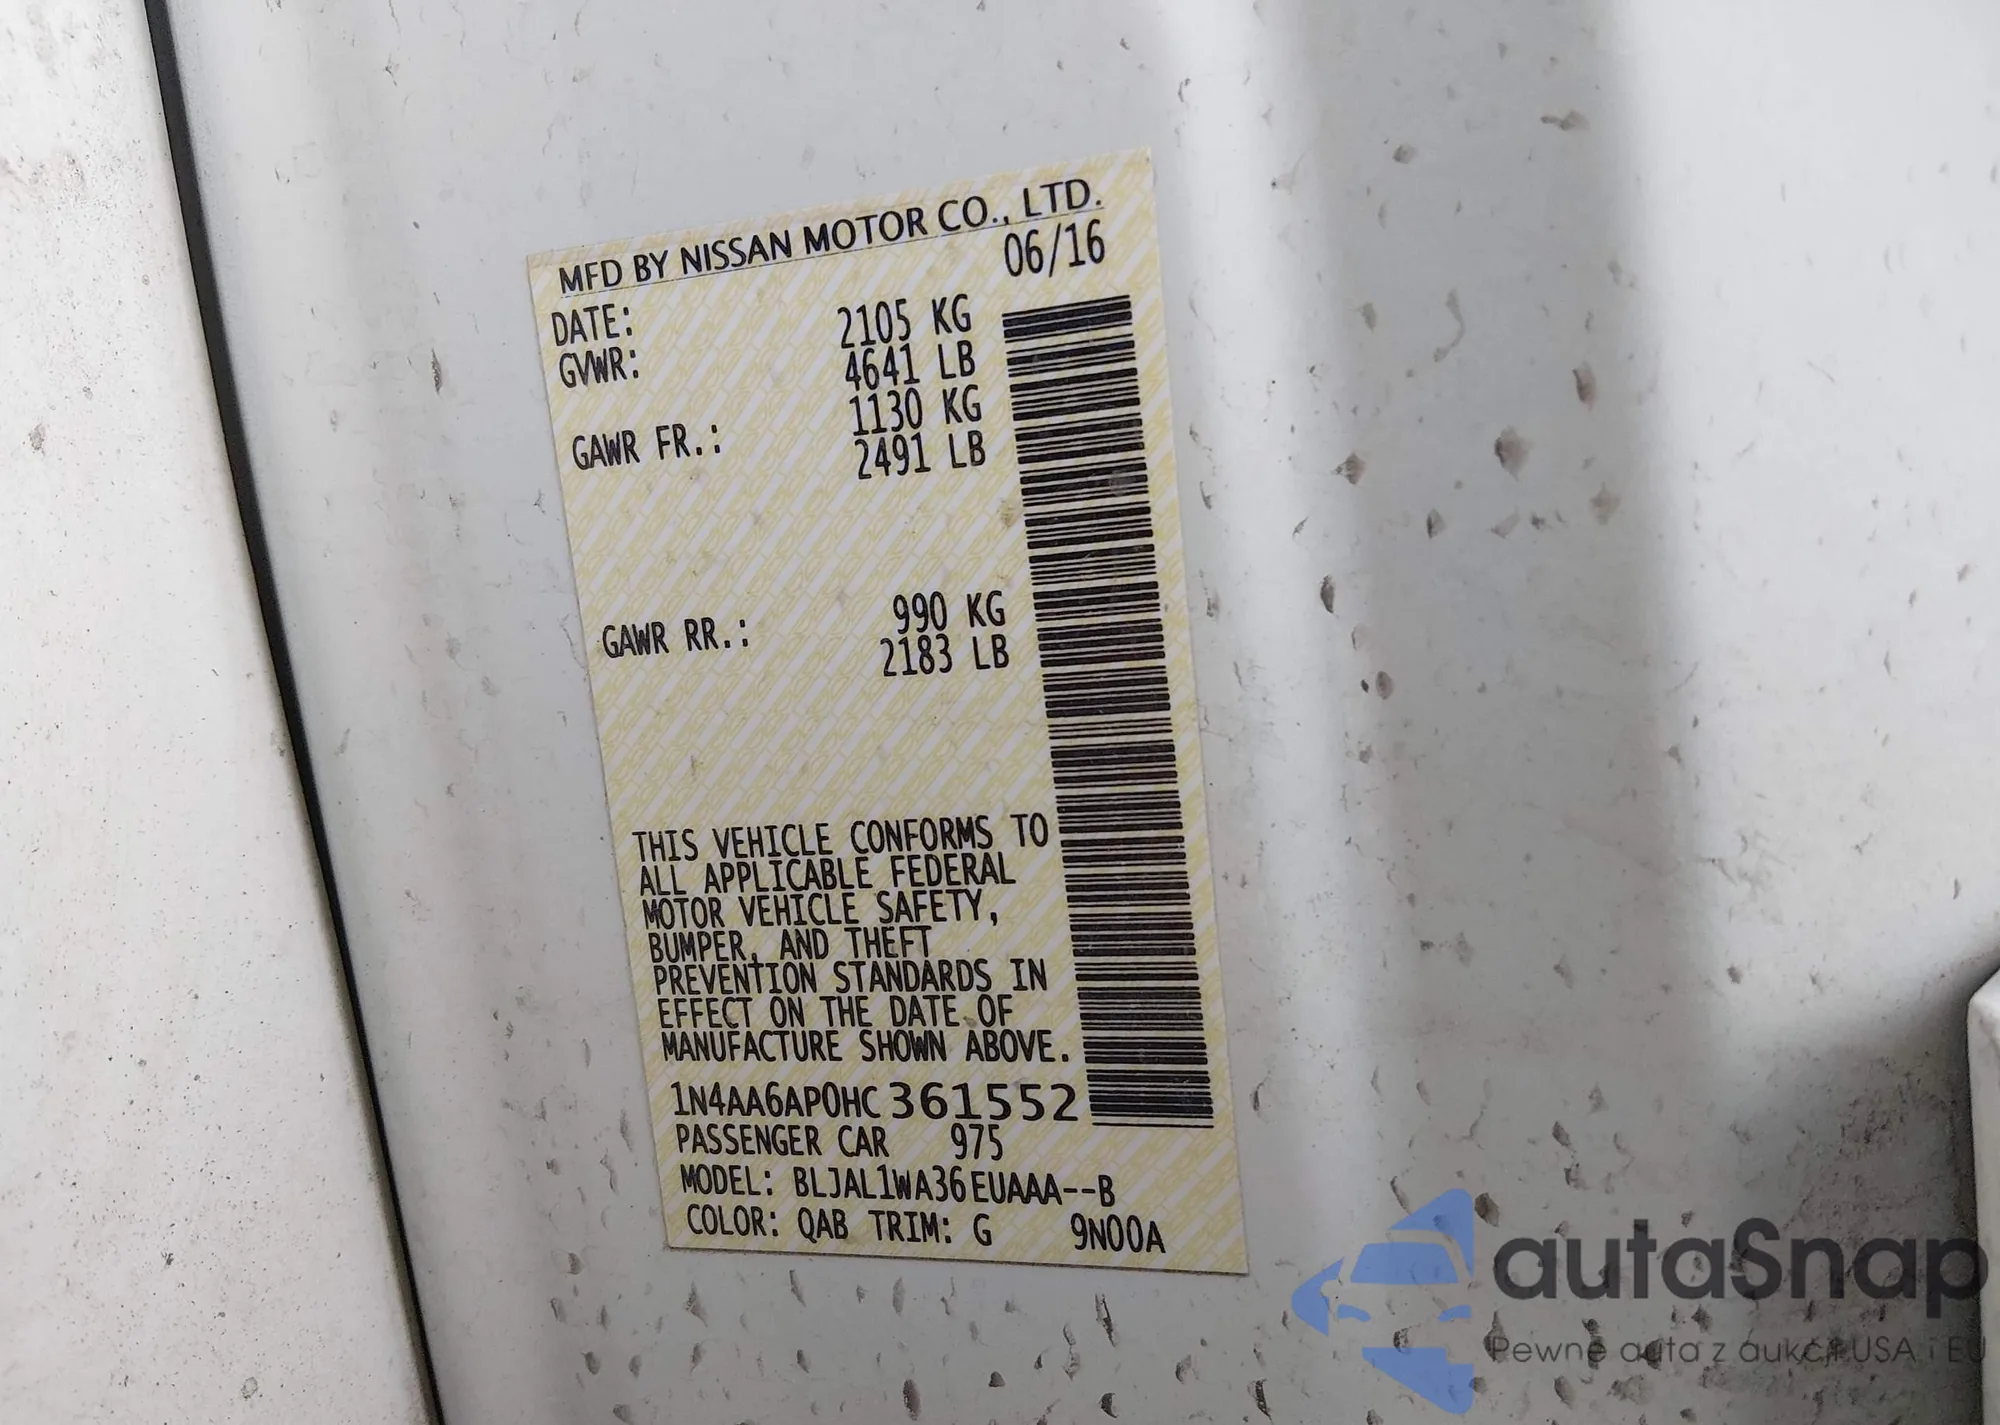 MFD BY NISSAN MOTOR CO., LTD.
DATE: 06/16
GVWR: 2105 KG
4641 LB
GAWR FR.: 1130 KG
2491 LB
GAWR RR.: 990 KG
2183 LB
THIS VEHICLE CONFORMS TO
ALL APPLICABLE FEDERAL
MOTOR VEHICLE SAFETY,
BUMPER, AND THEFT
PREVENTION STANDARDS IN
EFFECT ON THE DATE OF
MANUFACTURE SHOWN ABOVE.
1N4AA6AP0HC361552
PASSENGER CAR 975
MODEL: BLJAL1WA36EUAAA--B
COLOR: QAB TRIM: G 9N00A
autaSnap
Pewne auta z aukcji USA i EU